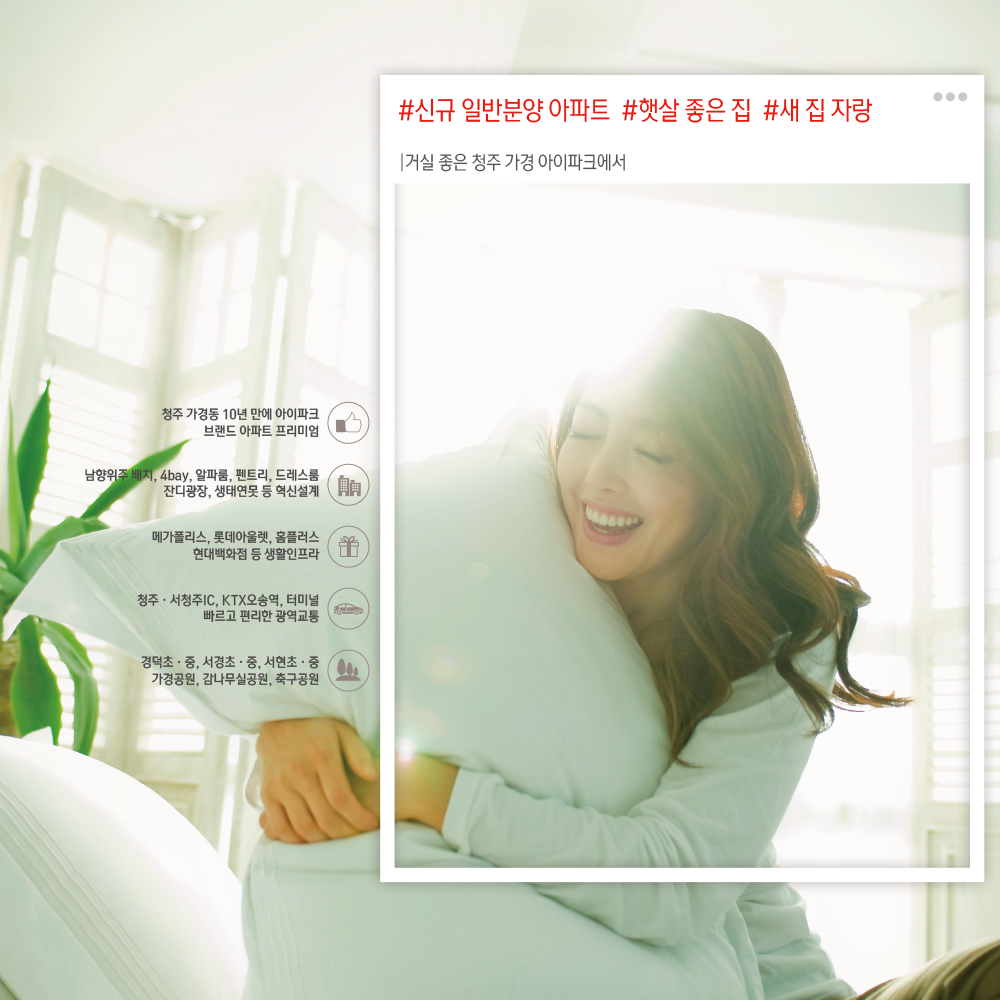 #신규 일반분양 아파트 #햇살 좋은 집 #새 집 자랑
|거실 좋은 청주 가경 아이파크에서
청주 가경동 10년 만에 아이파크
브랜드 아파트 프리미엄
남향위주 배치, 4bay, 알파룸, 펜트리, 드레스룸
잔디광장, 생태연못 등 혁신설계
메가폴리스, 롯데아울렛, 홈플러스
현대백화점 등 생활인프라
청주 · 서청주IC, KTX오송역, 터미널
빠르고 편리한 광역교통
경덕초 · 중, 서경초 · 중, 서현초 · 중
가경공원, 감나무실공원, 축구공원